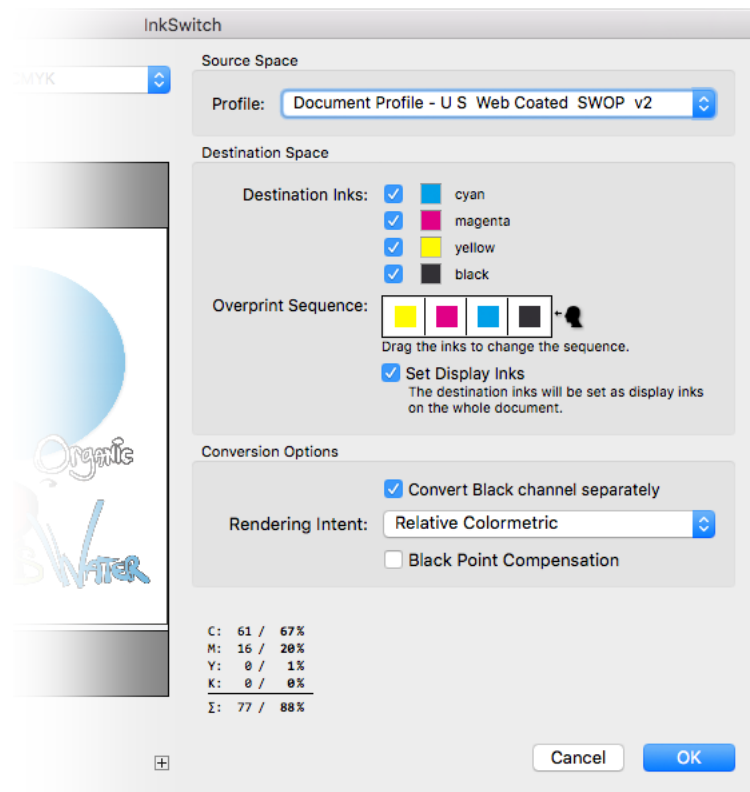 InkSwitch
CMYK
Source Space
Profile: Document Profile - U S Web Coated SWOP v2
Destination Space
Destination Inks:
cyan
magenta
yellow
black
Overprint Sequence:
Drag the inks to change the sequence.
Set Display Inks
The destination inks will be set as display inks
on the whole document.
Organic
Water
Conversion Options
Convert Black channel separately
Rendering Intent: Relative Colormetric
Black Point Compensation
C: 61 / 67%
M: 16 / 20%
Y: 0 / 1%
K: 0 / 0%
Σ: 77 / 88%
Cancel OK